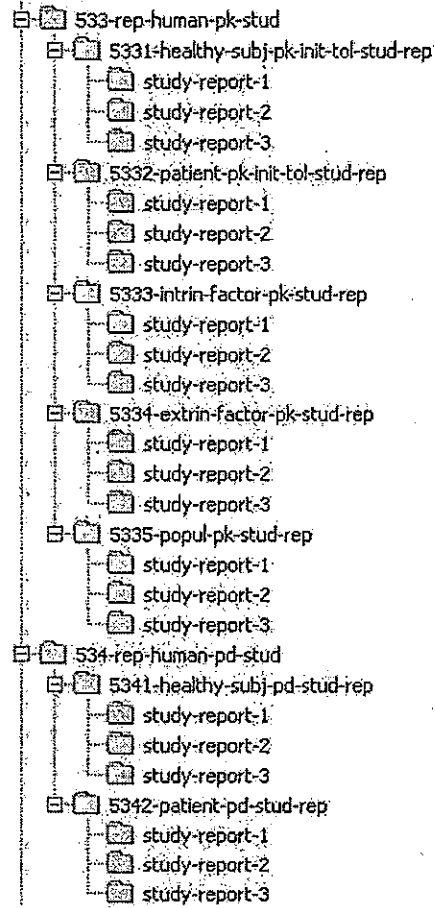 533-rep-human-pk-stud
5331-healthy-subj-pk-init-tol-stud-rep
study-report-1
study-report-2
study-report-3
5332-patient-pk-init-tol-stud-rep
study-report-1
study-report-2
study-report-3
5333-intrin-factor-pk-stud-rep
study-report-1
study-report-2
study-report-3
5334-extrin-factor-pk-stud-rep
study-report-1
study-report-2
study-report-3
5335-popul-pk-stud-rep
study-report-1
study-report-2
study-report-3
534-rep-human-pd-stud
5341-healthy-subj-pd-stud-rep
study-report-1
study-report-2
study-report-3
5342-patient-pd-stud-rep
study-report-1
study-report-2
study-report-3